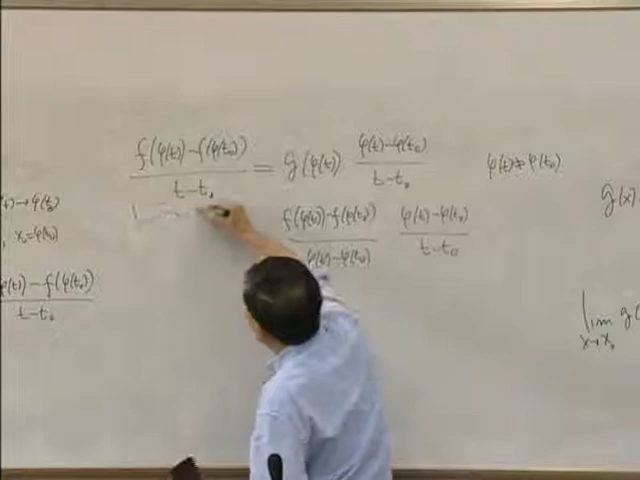 f(φ(t)-f(φ(t₀)) / t-t₀ = g(φ(t)) φ(t)-φ(t₀) / t-t₀
φ(t)≠φ(t₀)
f(φ(t))-f(φ(t₀)) / φ(t)-φ(t₀) φ(t)-φ(t₀) / t-t₀
→φ(t₀)
, x₀=φ(t₀)
φ(t))-f(φ(t₀)) / t-t₀
g(x)
lim x→x₀ g(